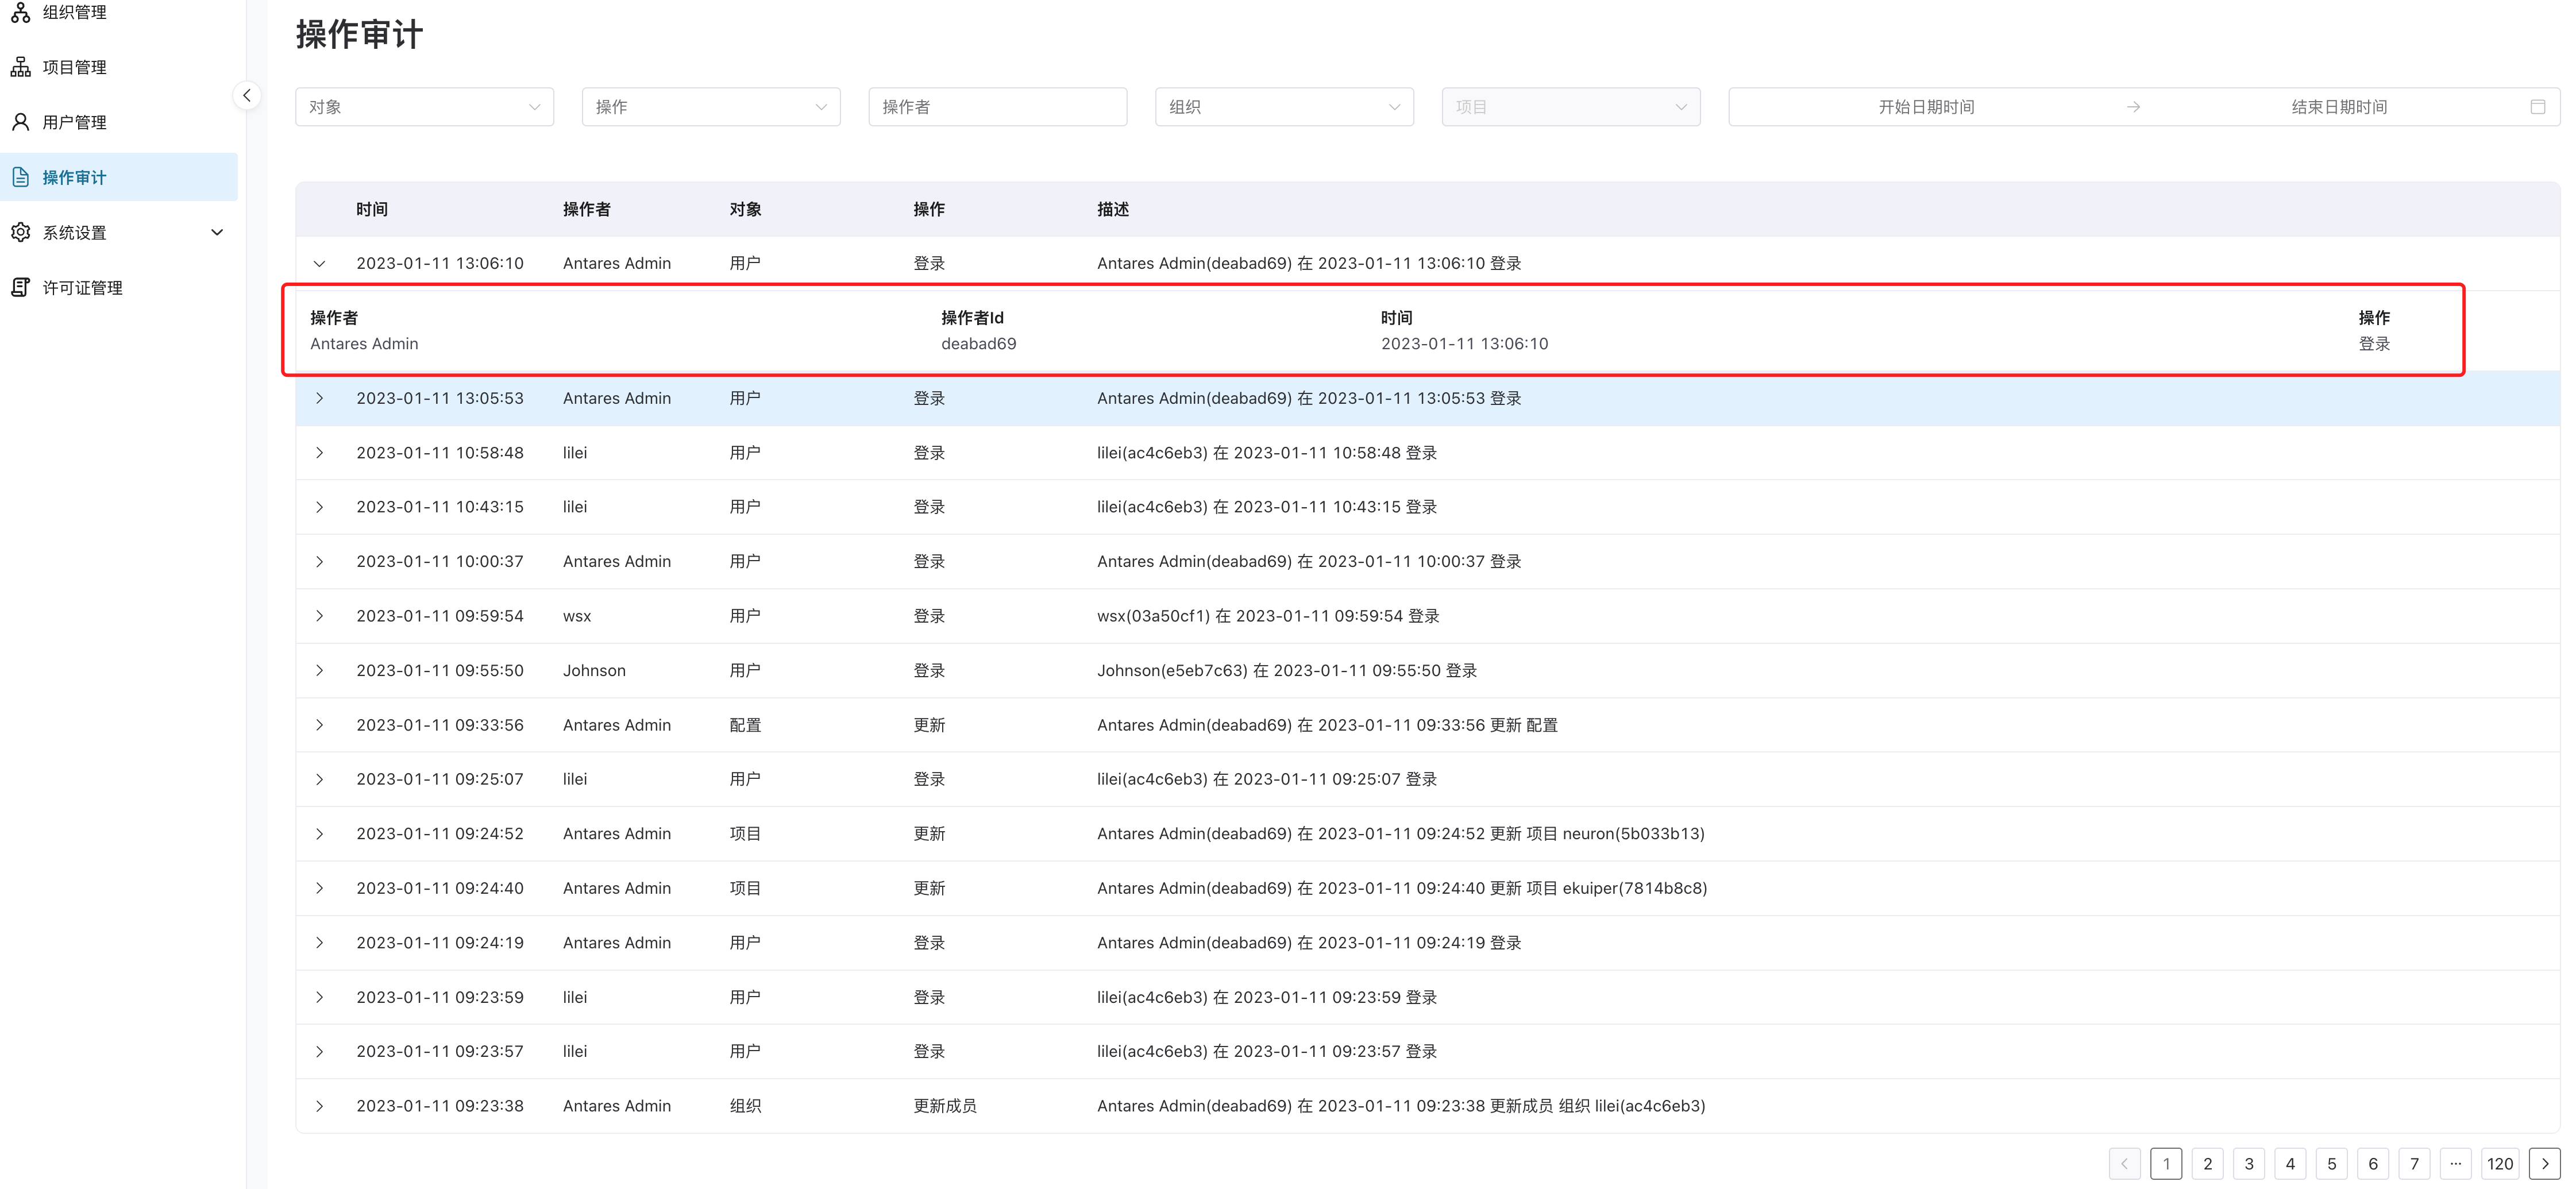 组织管理
项目管理
用户管理
操作审计
系统设置
许可证管理
操作审计
对象 操作 操作者 组织 项目 开始日期时间 结束日期时间
时间 操作者 对象 操作 描述
2023-01-11 13:06:10 Antares Admin 用户 登录 Antares Admin(deabad69) 在 2023-01-11 13:06:10 登录
操作者 操作者Id 时间 操作
Antares Admin deabad69 2023-01-11 13:06:10 登录
2023-01-11 13:05:53 Antares Admin 用户 登录 Antares Admin(deabad69) 在 2023-01-11 13:05:53 登录
2023-01-11 10:58:48 lilei 用户 登录 lilei(ac4c6eb3) 在 2023-01-11 10:58:48 登录
2023-01-11 10:43:15 lilei 用户 登录 lilei(ac4c6eb3) 在 2023-01-11 10:43:15 登录
2023-01-11 10:00:37 Antares Admin 用户 登录 Antares Admin(deabad69) 在 2023-01-11 10:00:37 登录
2023-01-11 09:59:54 wsx 用户 登录 wsx(03a50cf1) 在 2023-01-11 09:59:54 登录
2023-01-11 09:55:50 Johnson 用户 登录 Johnson(e5eb7c63) 在 2023-01-11 09:55:50 登录
2023-01-11 09:33:56 Antares Admin 配置 更新 Antares Admin(deabad69) 在 2023-01-11 09:33:56 更新 配置
2023-01-11 09:25:07 lilei 用户 登录 lilei(ac4c6eb3) 在 2023-01-11 09:25:07 登录
2023-01-11 09:24:52 Antares Admin 项目 更新 Antares Admin(deabad69) 在 2023-01-11 09:24:52 更新 项目 neuron(5b033b13)
2023-01-11 09:24:40 Antares Admin 项目 更新 Antares Admin(deabad69) 在 2023-01-11 09:24:40 更新 项目 ekuiper(7814b8c8)
2023-01-11 09:24:19 Antares Admin 用户 登录 Antares Admin(deabad69) 在 2023-01-11 09:24:19 登录
2023-01-11 09:23:59 lilei 用户 登录 lilei(ac4c6eb3) 在 2023-01-11 09:23:59 登录
2023-01-11 09:23:57 lilei 用户 登录 lilei(ac4c6eb3) 在 2023-01-11 09:23:57 登录
2023-01-11 09:23:38 Antares Admin 组织 更新成员 Antares Admin(deabad69) 在 2023-01-11 09:23:38 更新成员 组织 lilei(ac4c6eb3)
1 2 3 4 5 6 7 ··· 120